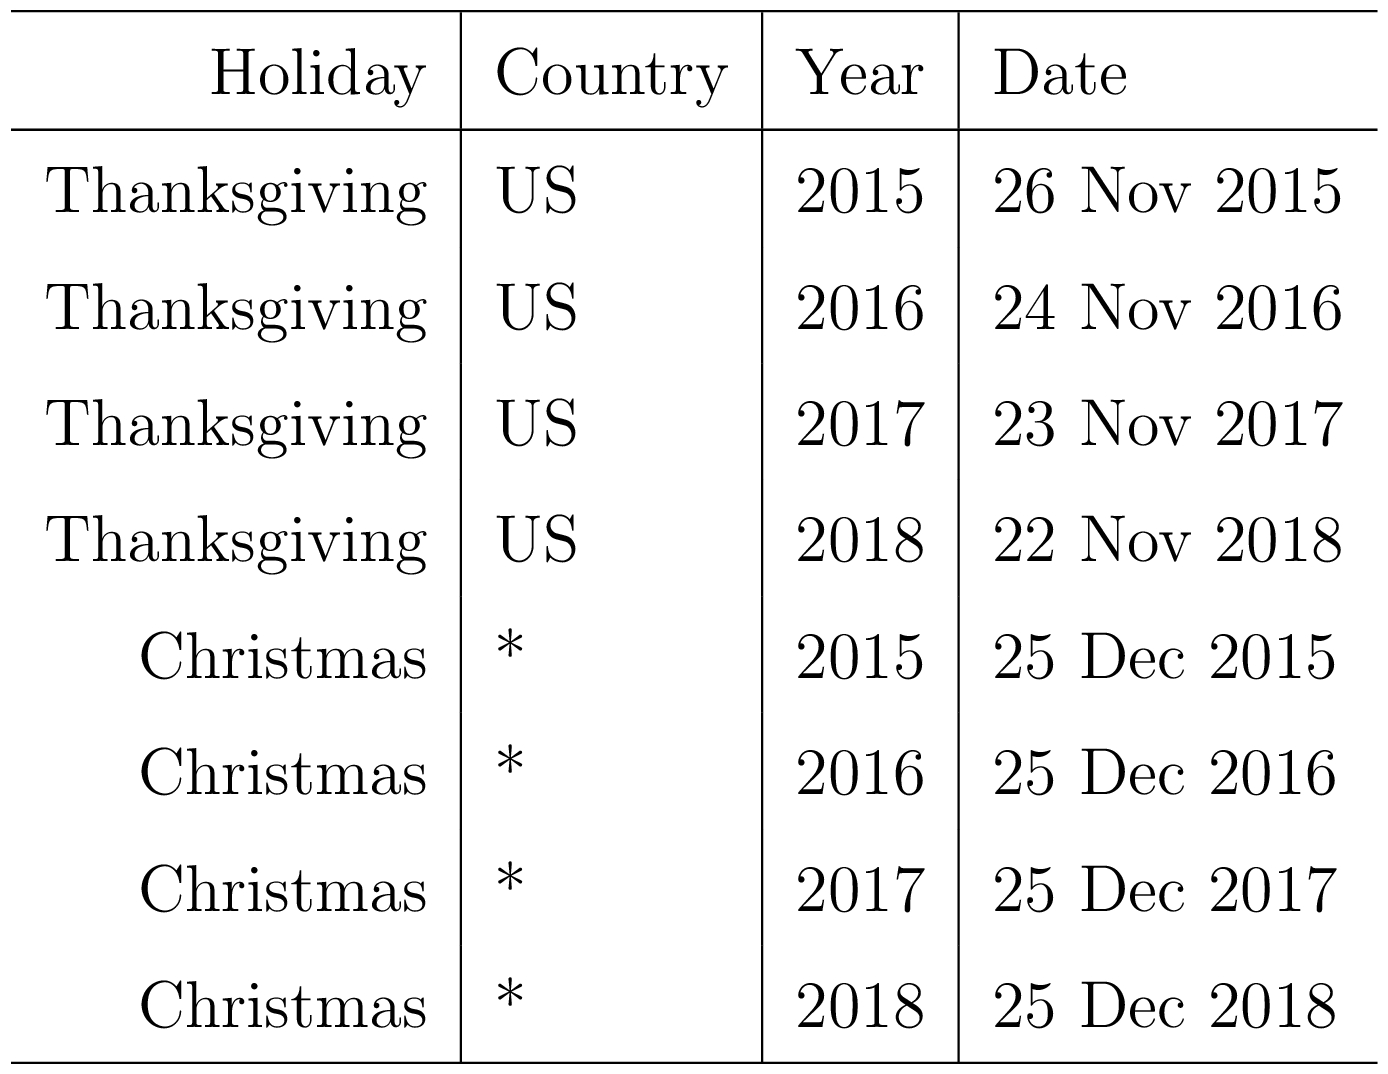 Holiday Country Year Date
Thanksgiving US 2015 26 Nov 2015
Thanksgiving US 2016 24 Nov 2016
Thanksgiving US 2017 23 Nov 2017
Thanksgiving US 2018 22 Nov 2018
Christmas * 2015 25 Dec 2015
Christmas * 2016 25 Dec 2016
Christmas * 2017 25 Dec 2017
Christmas * 2018 25 Dec 2018